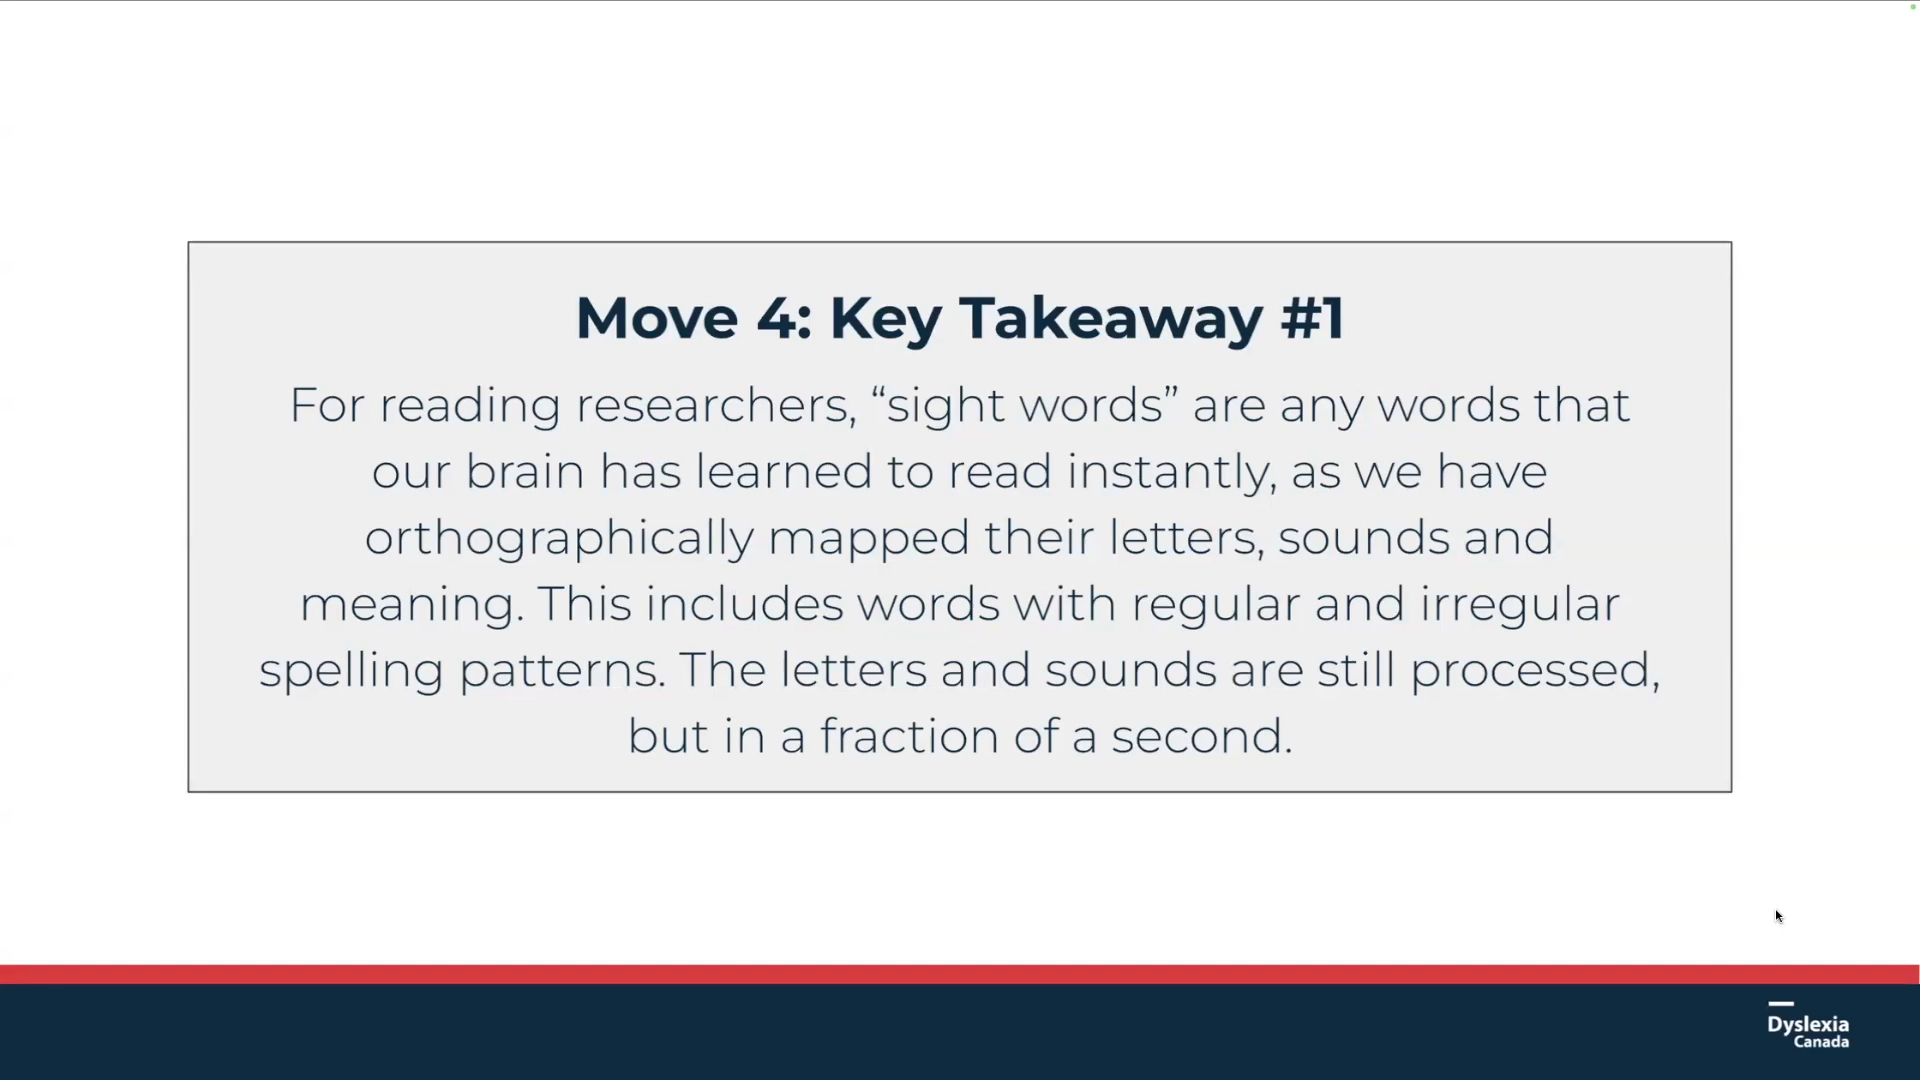 Move 4: Key Takeaway #1
For reading researchers, “sight words” are any words that
our brain has learned to read instantly, as we have
orthographically mapped their letters, sounds and
meaning. This includes words with regular and irregular
spelling patterns. The letters and sounds are still processed,
but in a fraction of a second.
Dyslexia
Canada